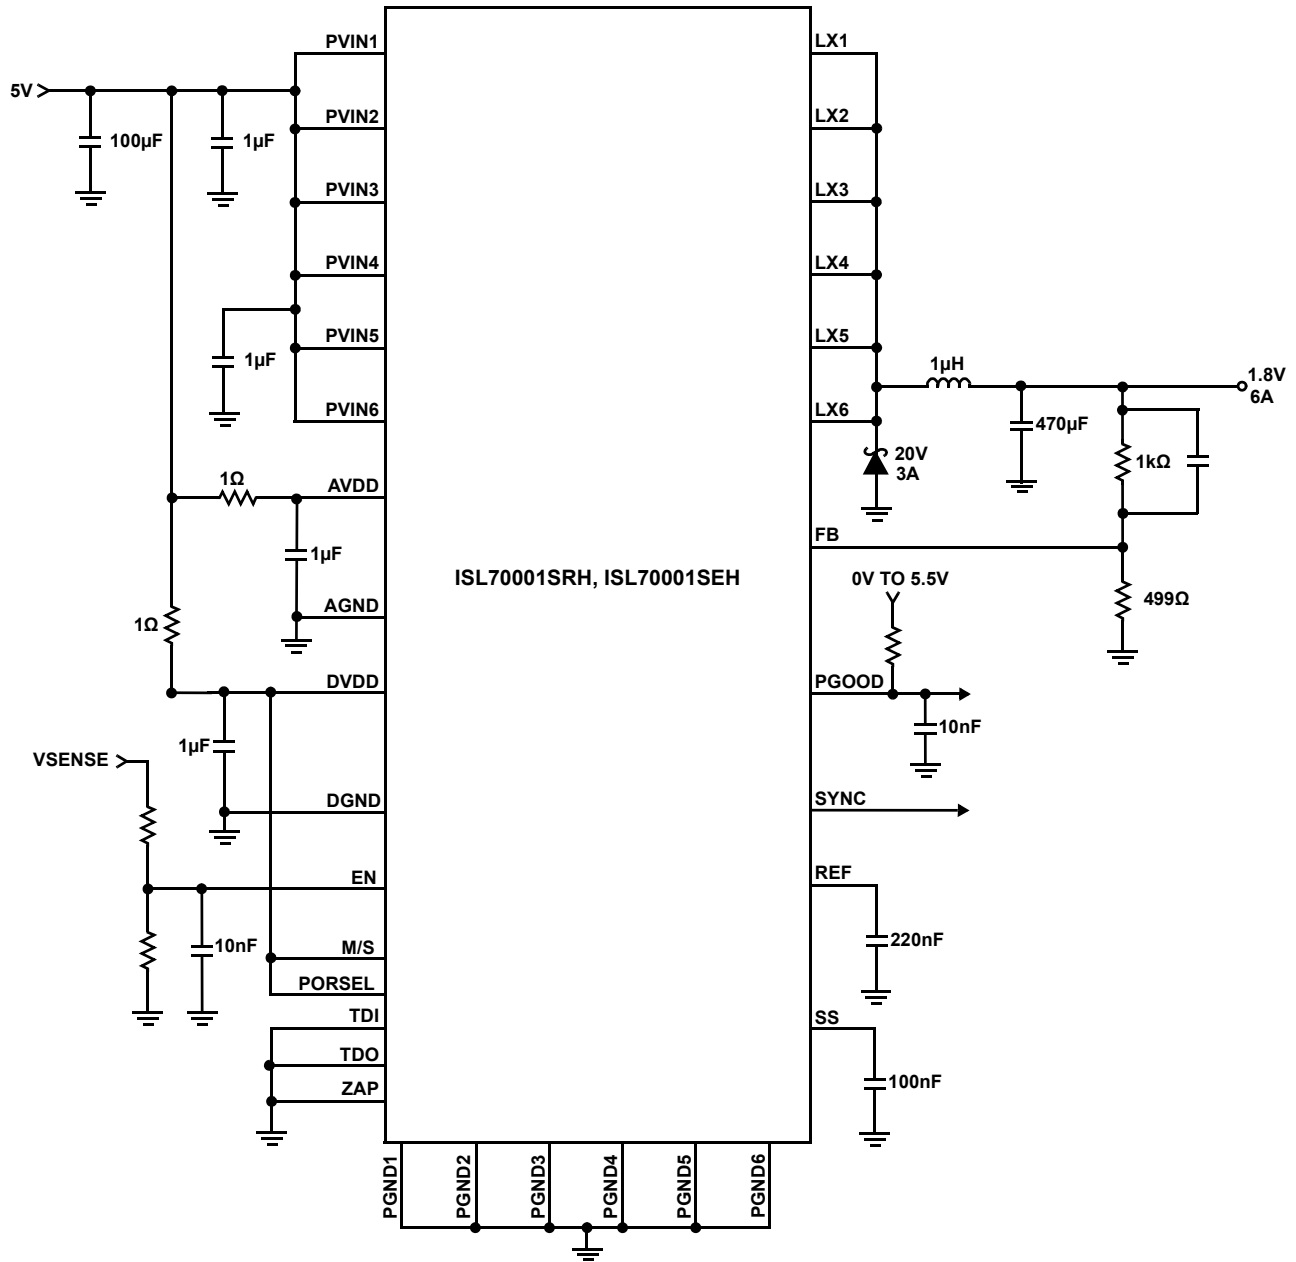 PVIN1
LX1
5V
PVIN2
LX2
100µF
1µF
PVIN3
LX3
PVIN4
LX4
PVIN5
LX5
1µF
1µH
1.8V
6A
PVIN6
LX6
470µF
20V
3A
1kΩ
1Ω
AVDD
FB
1µF
ISL70001SRH, ISL70001SEH
0V TO 5.5V
499Ω
AGND
1Ω
DVDD
PGOOD
10nF
1µF
VSENSE
DGND
SYNC
EN
REF
10nF
M/S
220nF
PORSEL
TDI
SS
TDO
ZAP
100nF
PGND1
PGND2
PGND3
PGND4
PGND5
PGND6